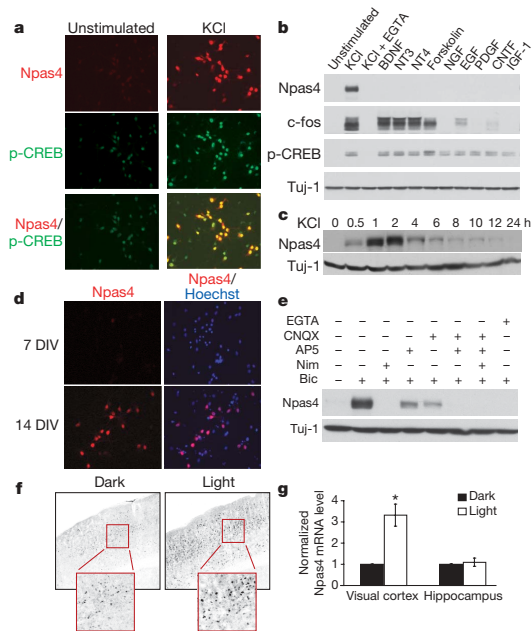 a
Unstimulated KCl
Npas4
p-CREB
Npas4/
p-CREB
b
Unstimulated KCl KCl + EGTA BDNF NT3 NT4 Forskolin NGF EGF PDGF CNTF IGF-1
Npas4
c-fos
p-CREB
Tuj-1
c
KCl 0 0.5 1 2 4 6 8 10 12 24 h
Npas4
Tuj-1
d
Npas4 Npas4/
Hoechst
7 DIV
14 DIV
e
EGTA – – – – – – – – +
CNQX – – – – + + + –
AP5 – – – + – + + –
Nim – – + – – – + –
Bic – + + + + + + +
Npas4
Tuj-1
f
Dark Light
g
Normalized
Npas4 mRNA level
4
3
2
1
0
*
Dark
Light
Visual cortex Hippocampus